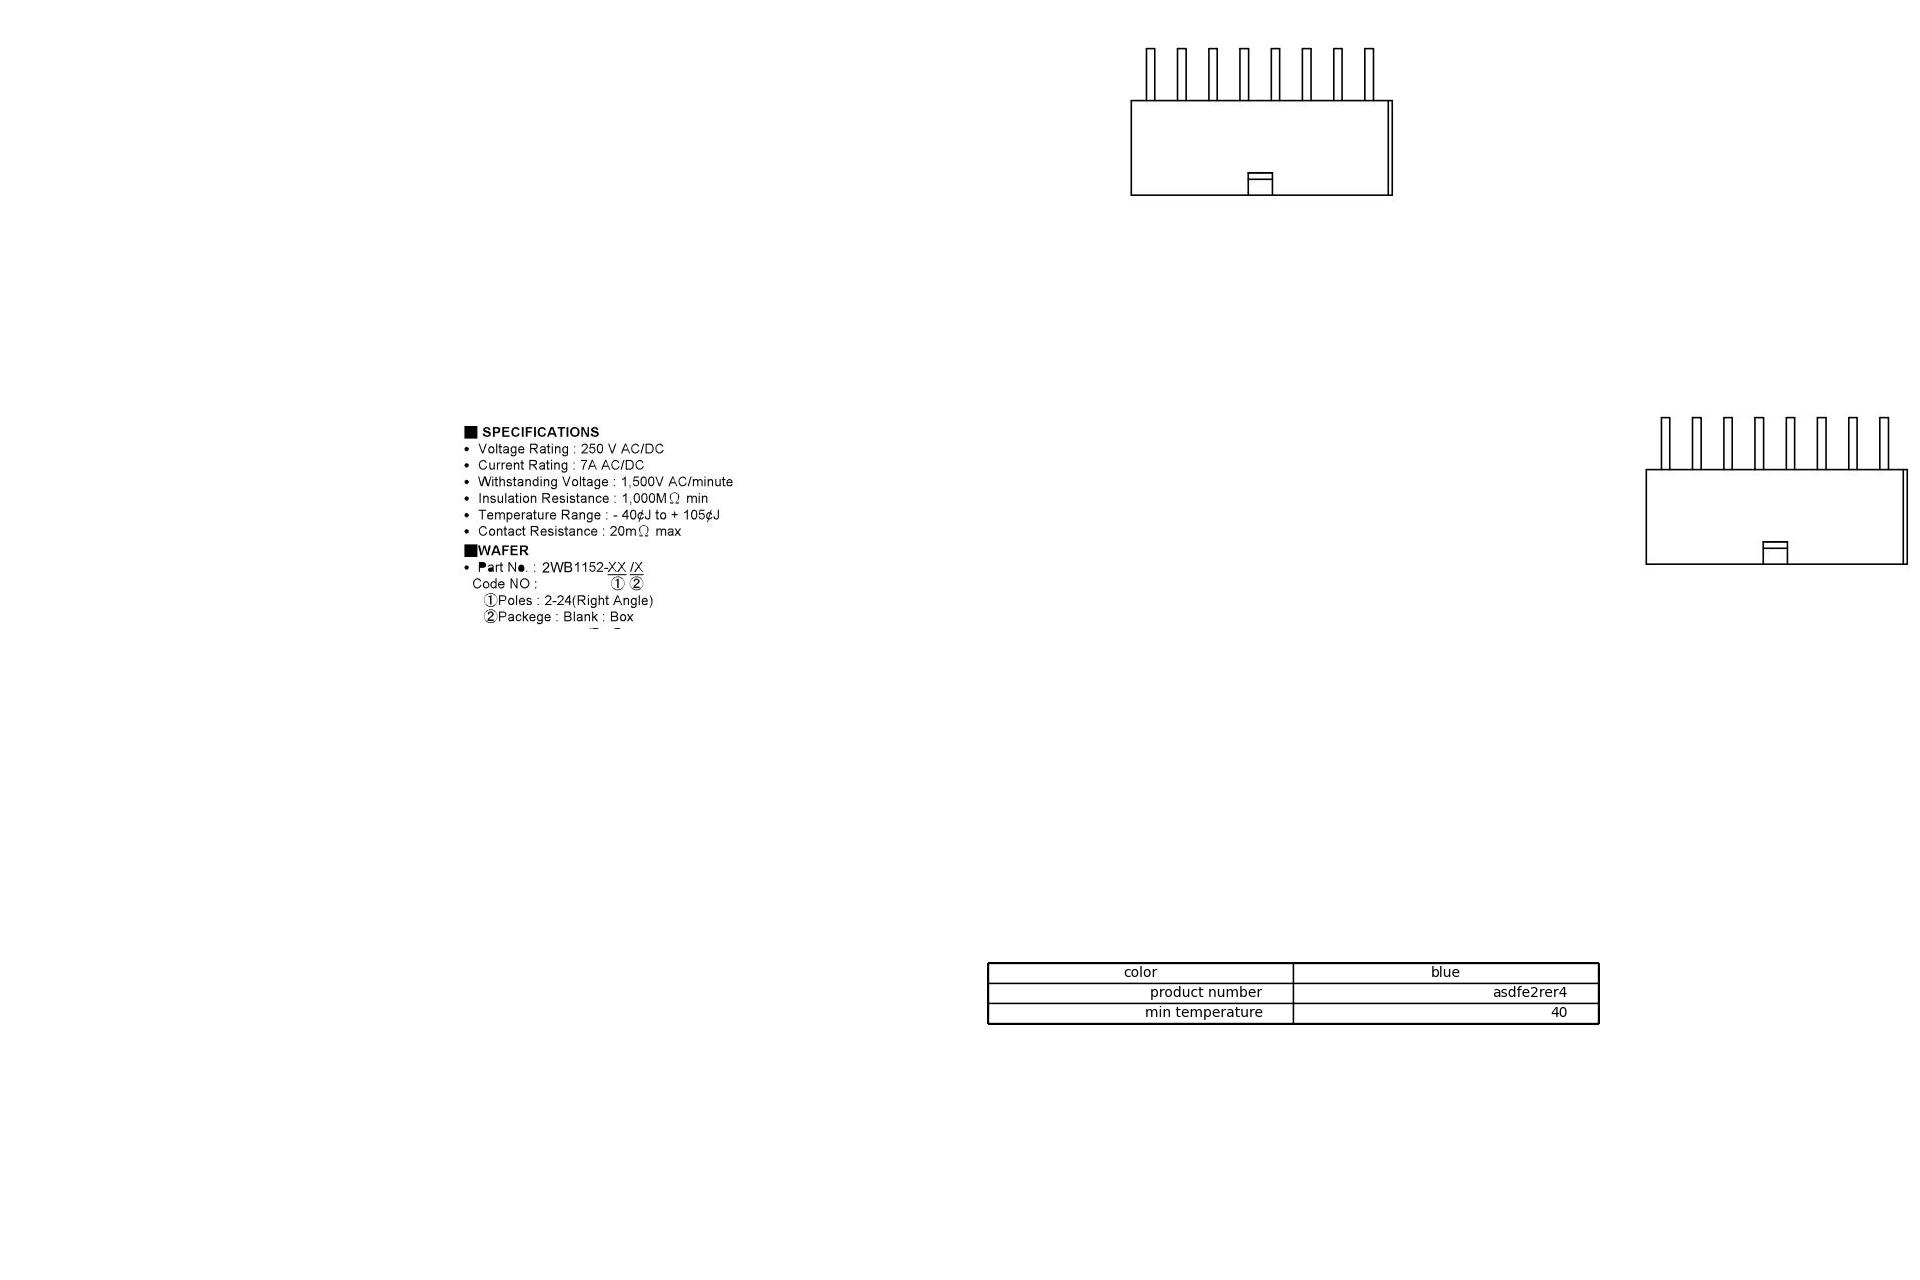 ■ SPECIFICATIONS
• Voltage Rating : 250 V AC/DC
• Current Rating : 7A AC/DC
• Withstanding Voltage : 1,500V AC/minute
• Insulation Resistance : 1,000MΩ min
• Temperature Range : - 40¢J to + 105¢J
• Contact Resistance : 20mΩ max
■WAFER
• Part No. : 2WB1152-XX /X
Code NO : ① ②
①Poles : 2-24(Right Angle)
②Packege : Blank : Box
color blue
product number asdfe2rer4
min temperature 40